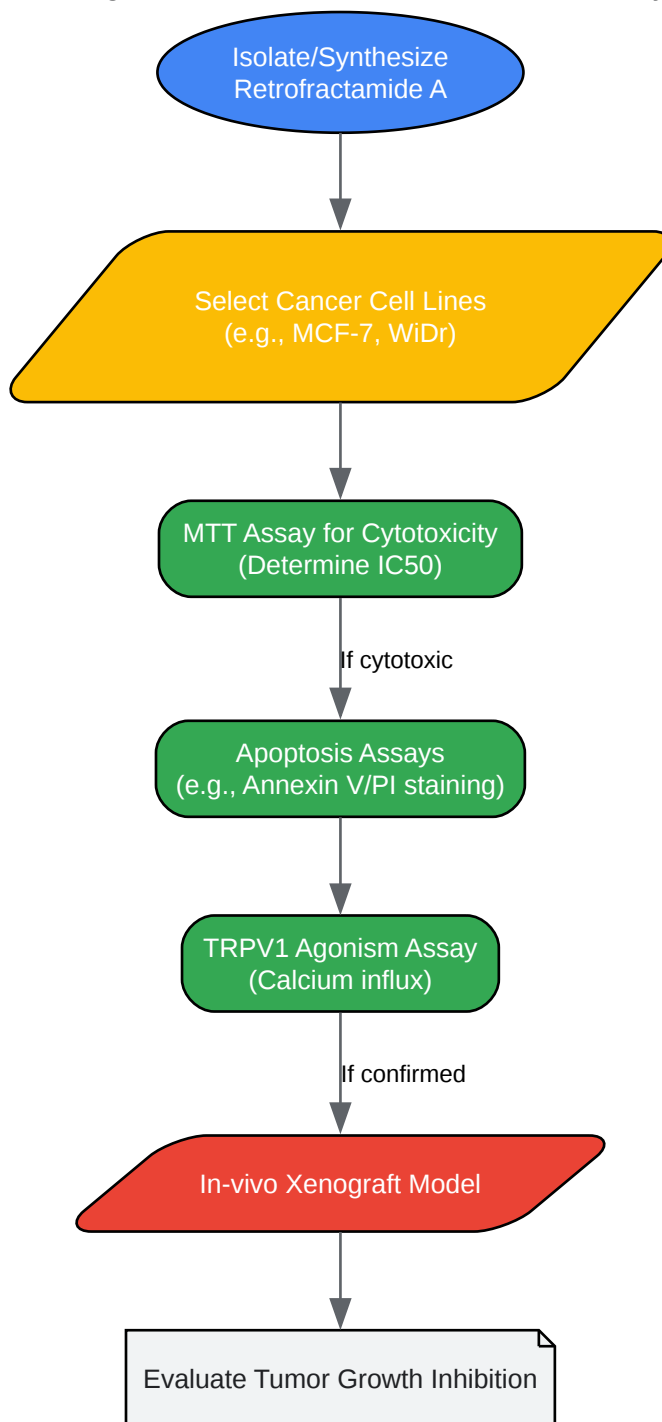 Isolate/Synthesize
Retrofractamide A
Select Cancer Cell Lines
(e.g., MCF-7, WiDr)
MTT Assay for Cytotoxicity
(Determine IC50)
If cytotoxic
Apoptosis Assays
(e.g., Annexin V/PI staining)
TRPV1 Agonism Assay
(Calcium influx)
If confirmed
In-vivo Xenograft Model
Evaluate Tumor Growth Inhibition